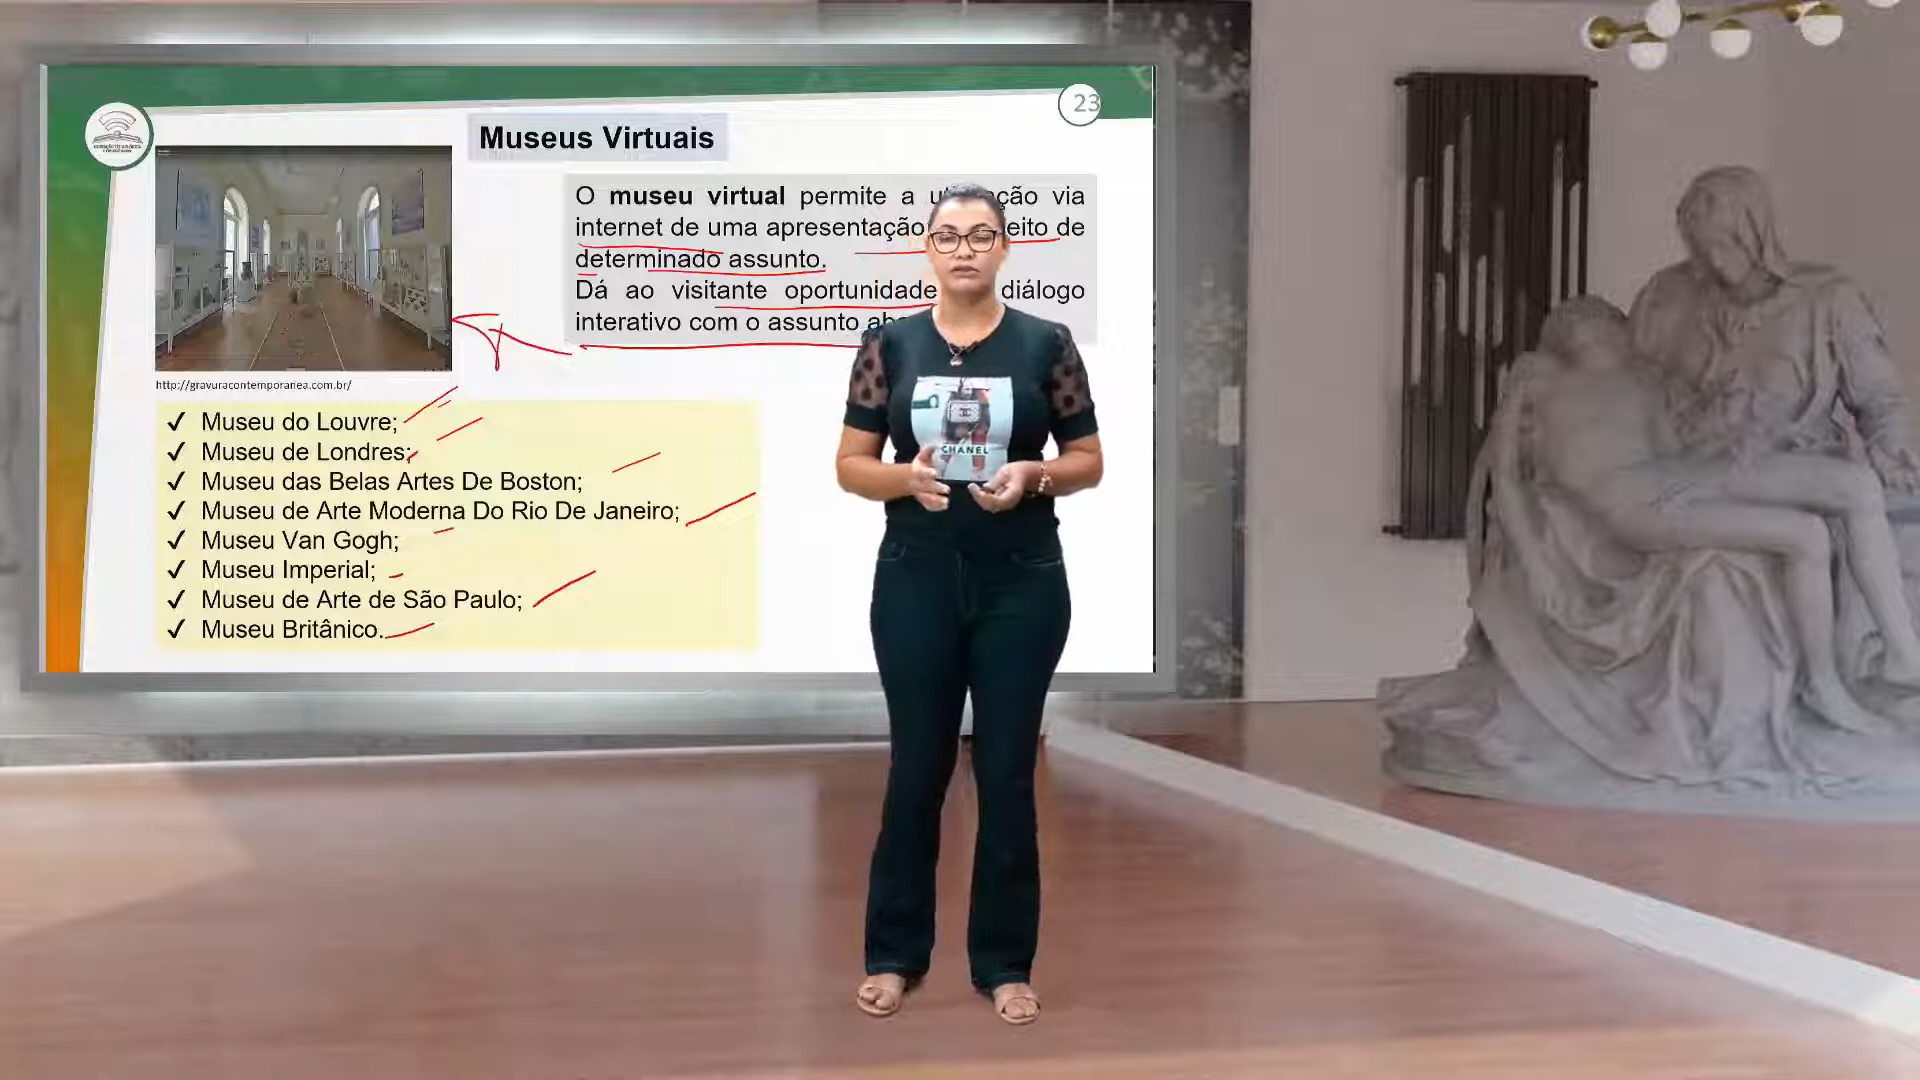 23
Museus Virtuais
O museu virtual permite a via
internet de uma apresentação de
determinado assunto.
Dá ao visitante oportunidade diálogo
interativo com o assunto
http://gravuracontemporanea.com.br/
✓ Museu do Louvre;
✓ Museu de Londres;
✓ Museu das Belas Artes De Boston;
✓ Museu de Arte Moderna Do Rio De Janeiro;
✓ Museu Van Gogh;
✓ Museu Imperial;
✓ Museu de Arte de São Paulo;
✓ Museu Britânico.
CHANEL